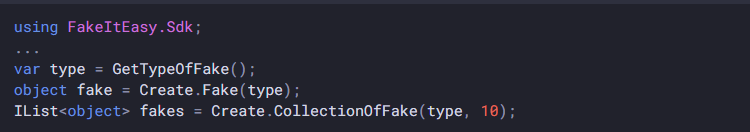 using FakeItEasy.Sdk;
...
var type = GetTypeOfFake();
object fake = Create.Fake(type);
IList<object> fakes = Create.CollectionOfFake(type, 10);